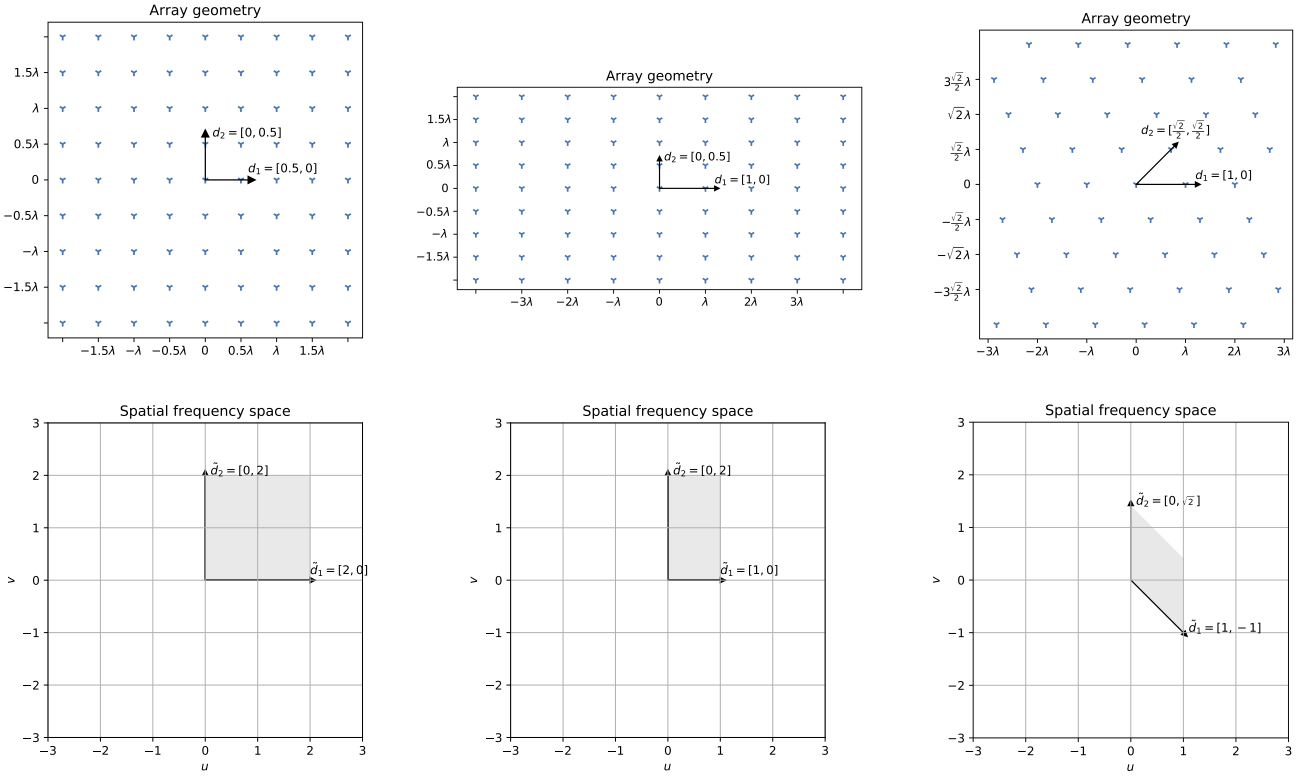 Array geometry
1.5λ
λ
0.5λ
0
−0.5λ
−λ
−1.5λ
d₂ = [0, 0.5]
d₁ = [0.5, 0]
−1.5λ −λ −0.5λ 0 0.5λ λ 1.5λ
Array geometry
1.5λ
λ
0.5λ
0
−0.5λ
−λ
−1.5λ
d₂ = [0, 0.5]
d₁ = [1, 0]
−3λ −2λ −λ 0 λ 2λ 3λ
Array geometry
3√2/2 λ
√2λ
√2/2 λ
0
−√2/2 λ
−√2λ
−3√2/2 λ
d₂ = [√2/2, √2/2]
d₁ = [1, 0]
−3λ −2λ −λ 0 λ 2λ 3λ
Spatial frequency space
3
2
1
0
−1
−2
−3
v
d̃₂ = [0, 2]
d̃₁ = [2, 0]
−3 −2 −1 0 1 2 3
u
Spatial frequency space
3
2
1
0
−1
−2
−3
v
d̃₂ = [0, 2]
d̃₁ = [1, 0]
−3 −2 −1 0 1 2 3
u
Spatial frequency space
3
2
1
0
−1
−2
−3
v
d̃₂ = [0, √2]
d̃₁ = [1, −1]
−3 −2 −1 0 1 2 3
u